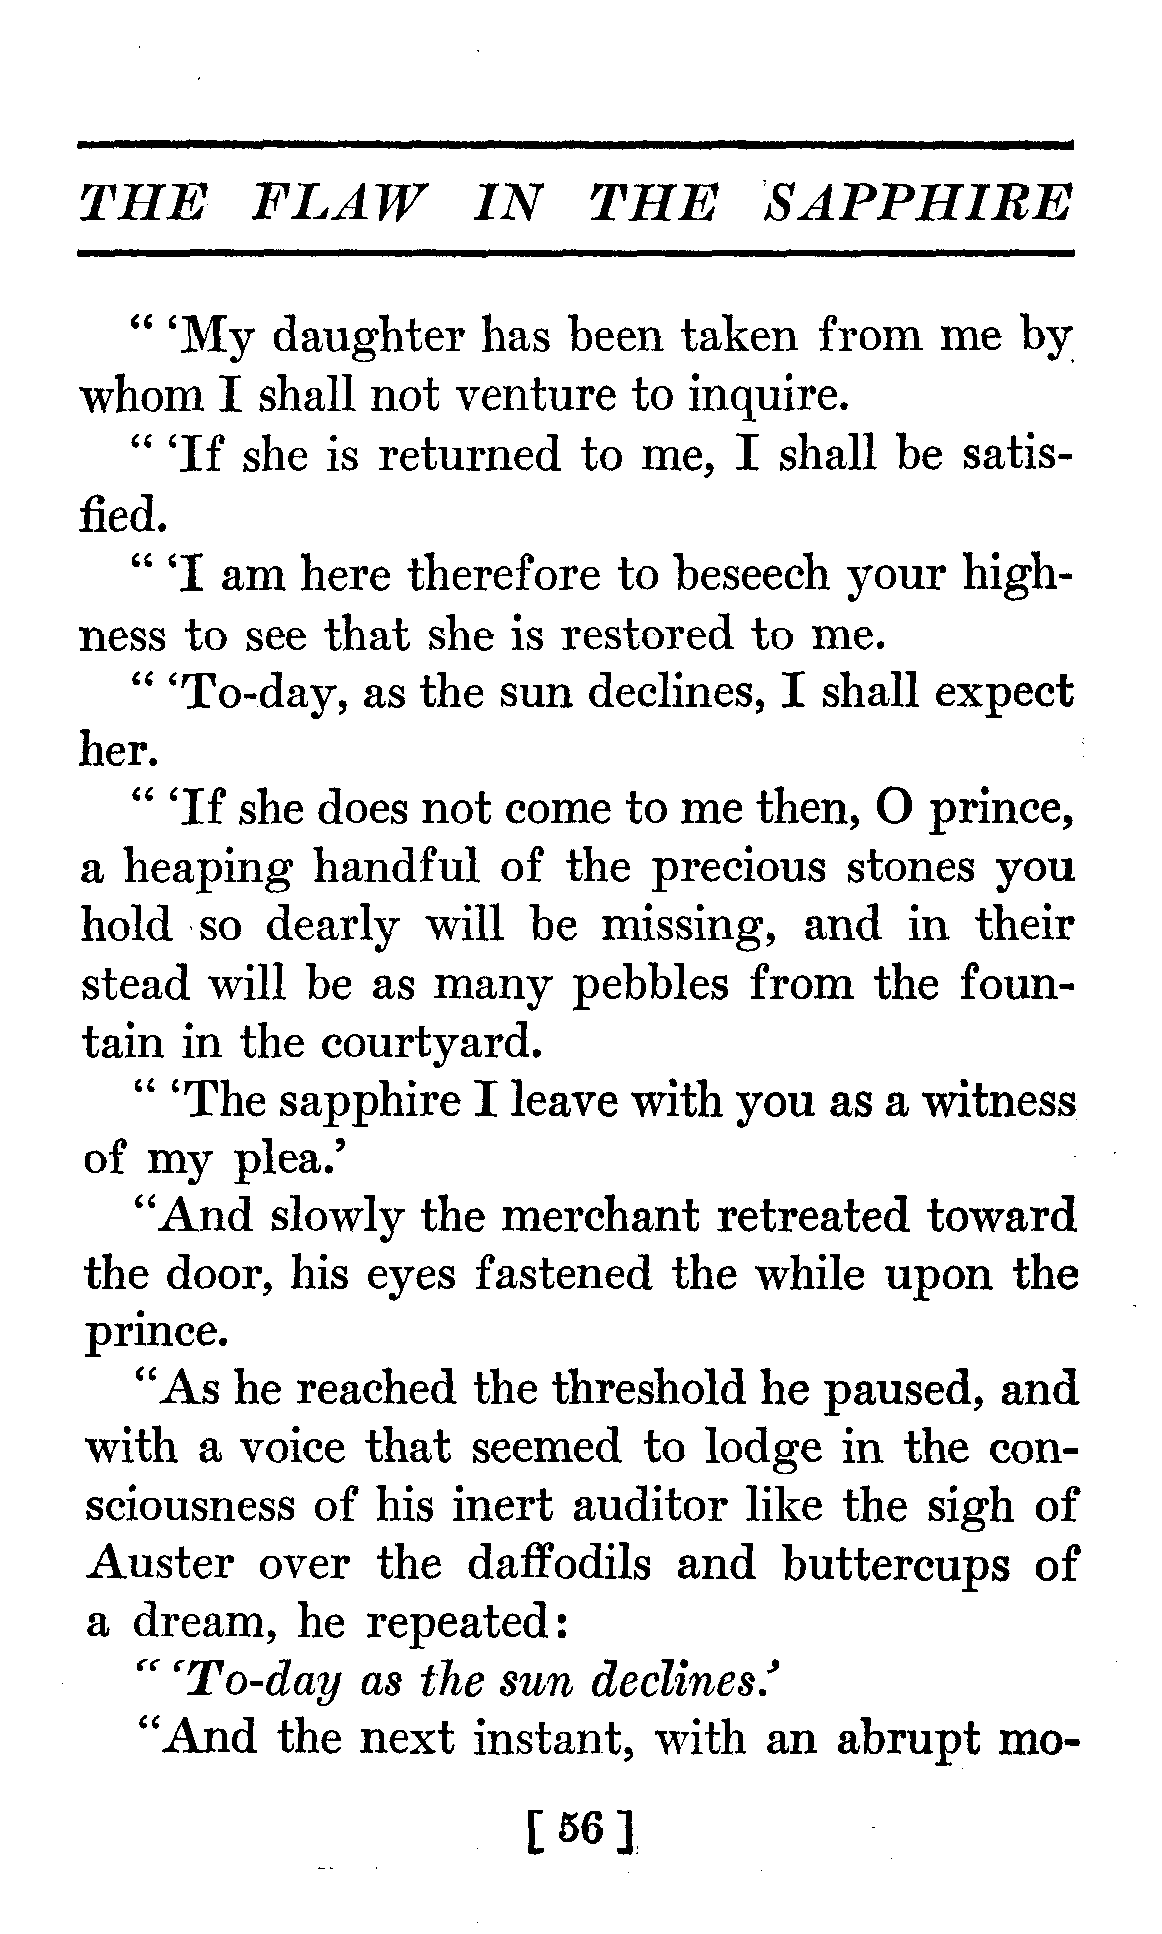 THE FLAW IN THE SAPPHIRE
“ ‘My daughter has been taken from me by
whom I shall not venture to inquire.
“ ‘If she is returned to me, I shall be satis-
fied.
“ ‘I am here therefore to beseech your high-
ness to see that she is restored to me.
“ ‘To-day, as the sun declines, I shall expect
her.
“ ‘If she does not come to me then, O prince,
a heaping handful of the precious stones you
hold so dearly will be missing, and in their
stead will be as many pebbles from the foun-
tain in the courtyard.
“ ‘The sapphire I leave with you as a witness
of my plea.’
“And slowly the merchant retreated toward
the door, his eyes fastened the while upon the
prince.
“As he reached the threshold he paused, and
with a voice that seemed to lodge in the con-
sciousness of his inert auditor like the sigh of
Auster over the daffodils and buttercups of
a dream, he repeated:
“ ‘To-day as the sun declines.’
“And the next instant, with an abrupt mo-
[ 56 ]